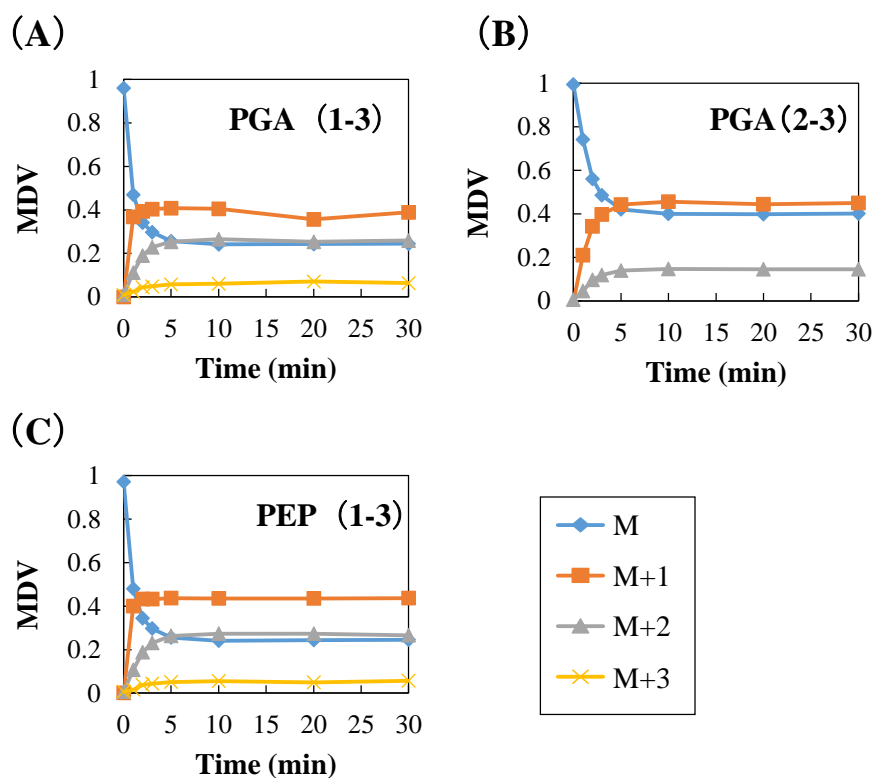 （A）
PGA （1-3）
MDV
1
0.8
0.6
0.4
0.2
0
0 5 10 15 20 25 30
Time (min)
（B）
PGA（2-3）
MDV
1
0.8
0.6
0.4
0.2
0
0 5 10 15 20 25 30
Time (min)
（C）
PEP （1-3）
MDV
1
0.8
0.6
0.4
0.2
0
0 5 10 15 20 25 30
Time (min)
M
M+1
M+2
M+3